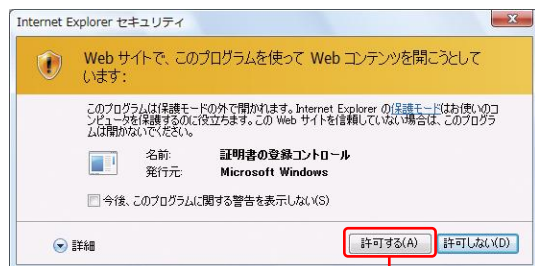 Internet Explorer セキュリティ
Web サイトで、このプログラムを使って Web コンテンツを開こうとして
います:
このプログラムは保護モードの外で開かれます。Internet Explorer の保護モードはお使いのコ
ンピュータを保護するのに役立ちます。この Web サイトを信頼していない場合は、このプログラ
ムは開かないでください。
名前: 証明書の登録コントロール
発行元: Microsoft Windows
今後、このプログラムに関する警告を表示しない(S)
詳細 許可する(A) 許可しない(D)